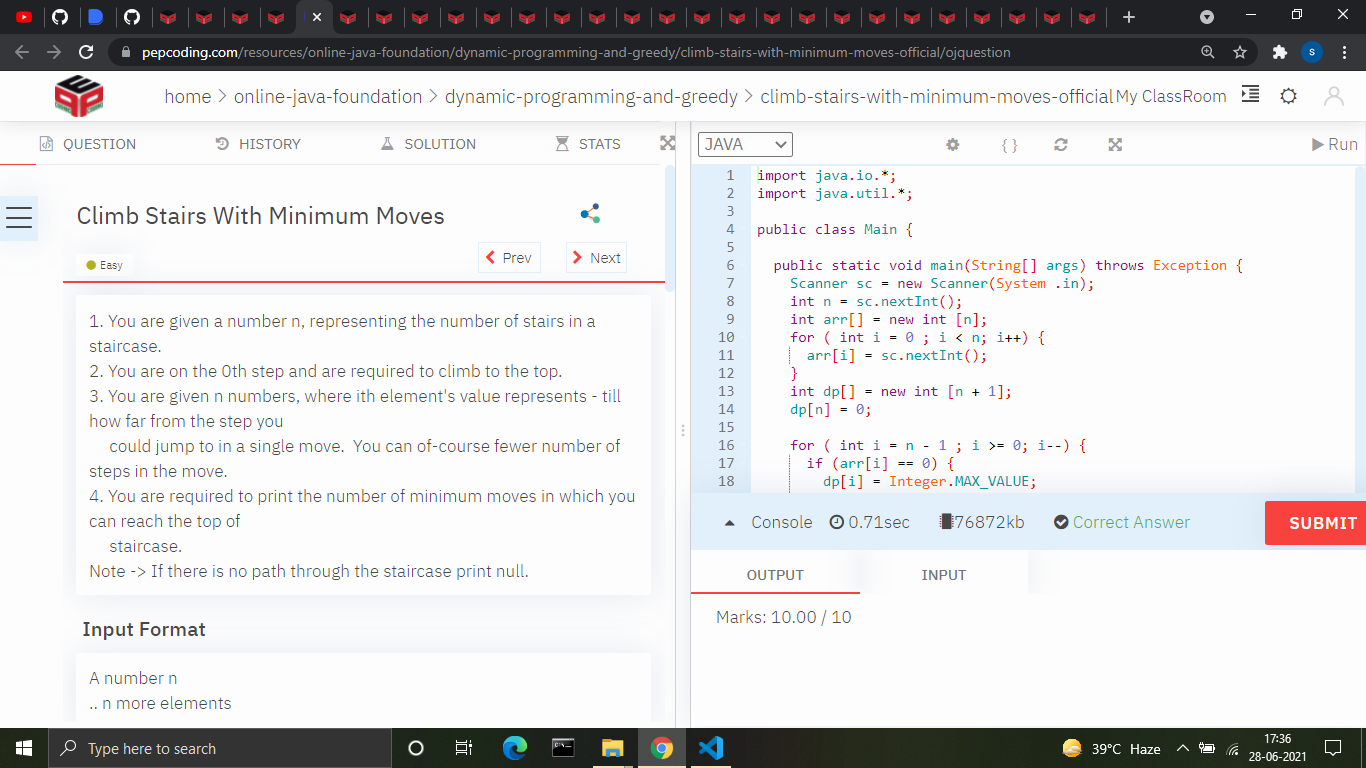 pepcoding.com/resources/online-java-foundation/dynamic-programming-and-greedy/climb-stairs-with-minimum-moves-official/ojquestion
S
home > online-java-foundation > dynamic-programming-and-greedy > climb-stairs-with-minimum-moves-official My ClassRoom
QUESTION HISTORY SOLUTION STATS
Climb Stairs With Minimum Moves
Prev Next
Easy
1. You are given a number n, representing the number of stairs in a
staircase.
2. You are on the 0th step and are required to climb to the top.
3. You are given n numbers, where ith element's value represents - till
how far from the step you
could jump to in a single move. You can of-course fewer number of
steps in the move.
4. You are required to print the number of minimum moves in which you
can reach the top of
staircase.
Note -> If there is no path through the staircase print null.
Input Format
A number n
.. n more elements
JAVA { } Run
1 import java.io.*;
2 import java.util.*;
3
4 public class Main {
5
6 public static void main(String[] args) throws Exception {
7 Scanner sc = new Scanner(System .in);
8 int n = sc.nextInt();
9 int arr[] = new int [n];
10 for ( int i = 0 ; i < n; i++) {
11 arr[i] = sc.nextInt();
12 }
13 int dp[] = new int [n + 1];
14 dp[n] = 0;
15
16 for ( int i = n - 1 ; i >= 0; i--) {
17 if (arr[i] == 0) {
18 dp[i] = Integer.MAX_VALUE;
Console 0.71sec 76872kb Correct Answer SUBMIT
OUTPUT INPUT
Marks: 10.00 / 10
Type here to search
39°C Haze
17:36
28-06-2021